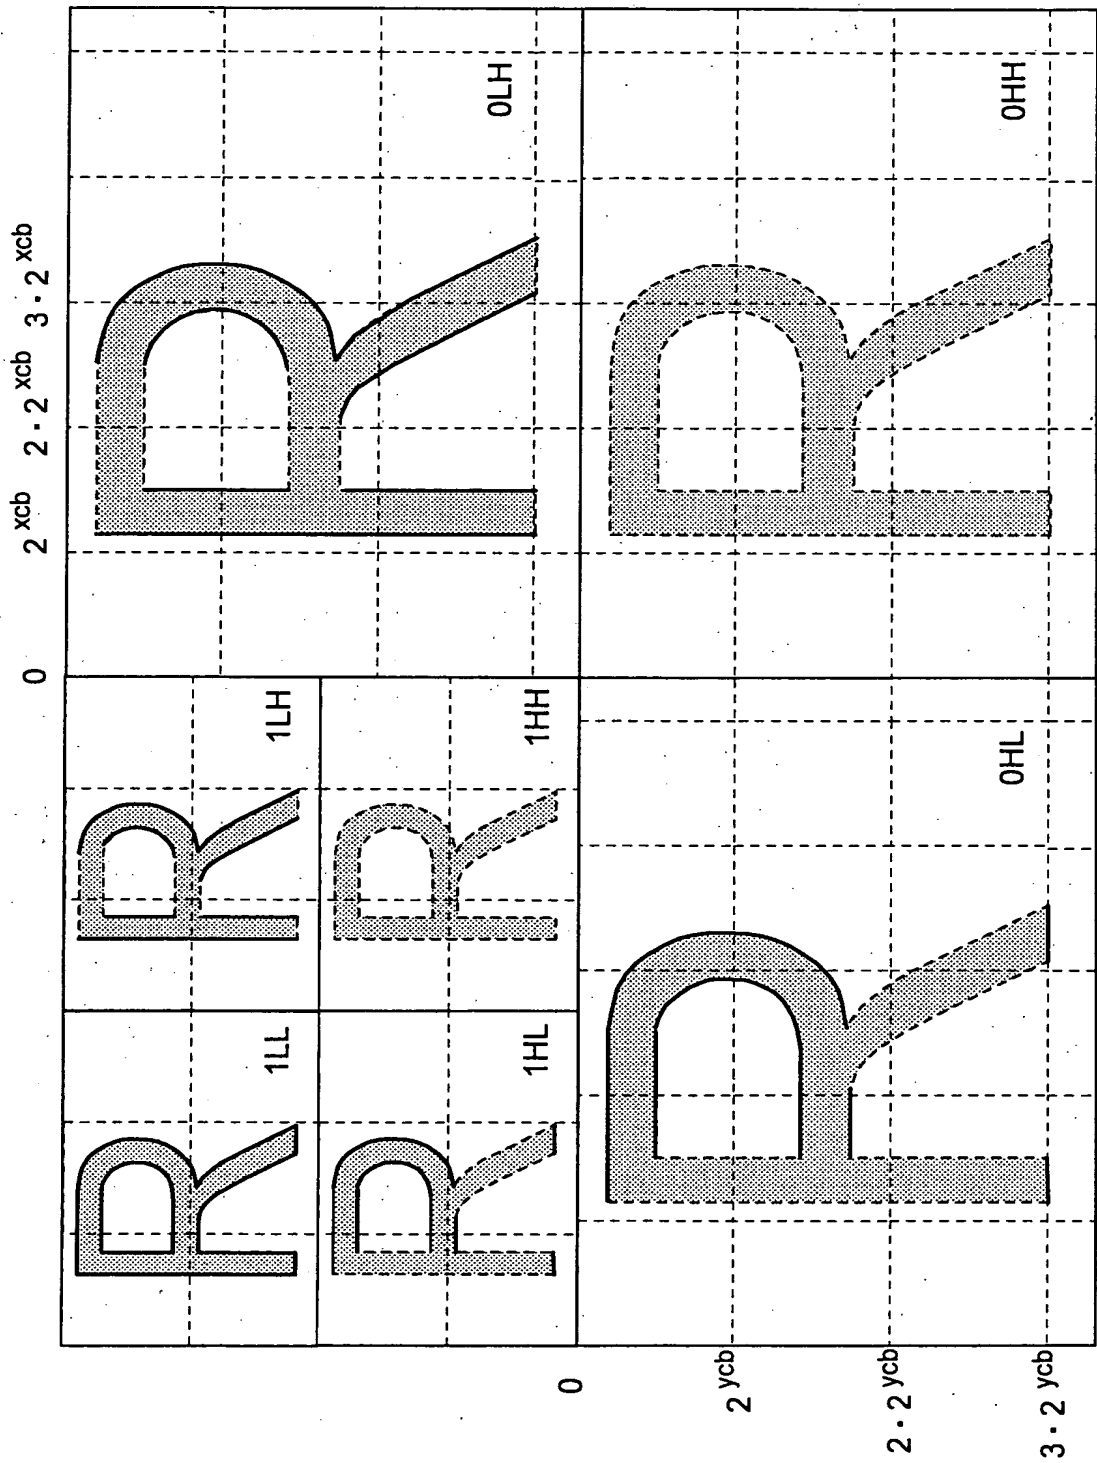 0 2^xcb 2・2^xcb 3・2^xcb
R R R
1LL 1LH 0LH
R R
1HL 1HH
0
R R
2^ycb
2・2^ycb
3・2^ycb
0HL 0HH